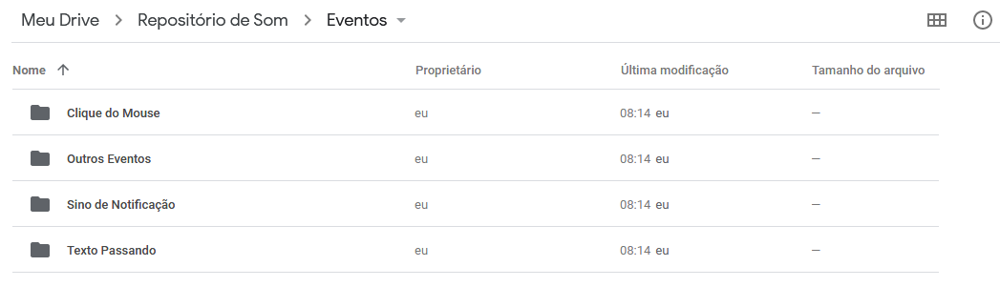 Meu Drive > Repositório de Som > Eventos
Nome Proprietário Última modificação Tamanho do arquivo
Clique do Mouse eu 08:14 eu —
Outros Eventos eu 08:14 eu —
Sino de Notificação eu 08:14 eu —
Texto Passando eu 08:14 eu —